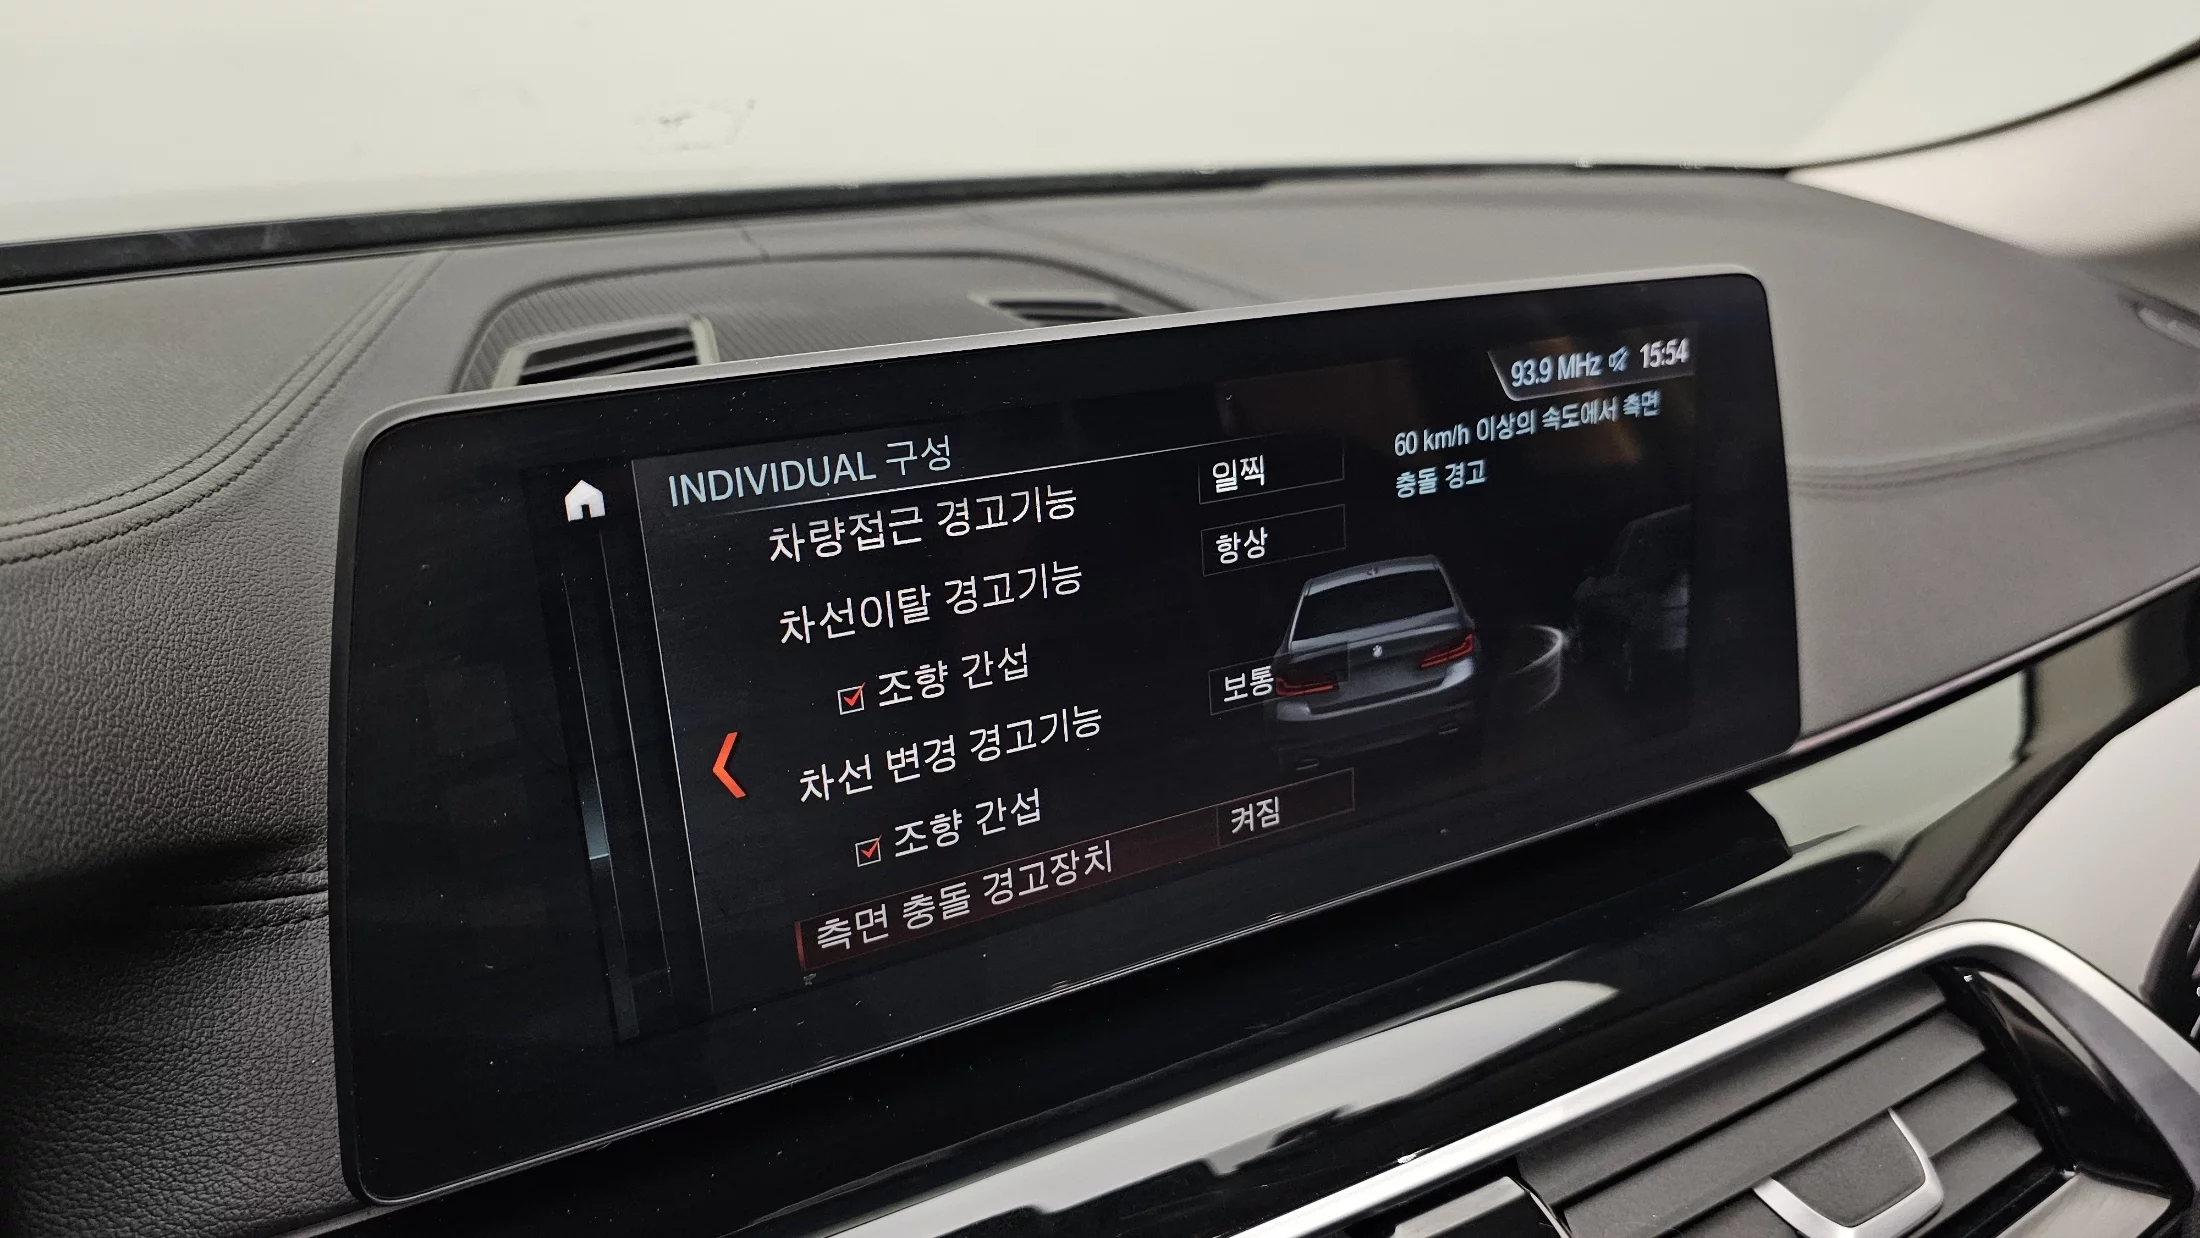 93.9 MHz 15:54
INDIVIDUAL 구성
차량접근 경고기능 일찍
차선이탈 경고기능 항상
조향 간섭
차선 변경 경고기능 보통
조향 간섭
측면 충돌 경고장치 켜짐
60 km/h 이상의 속도에서 측면
충돌 경고